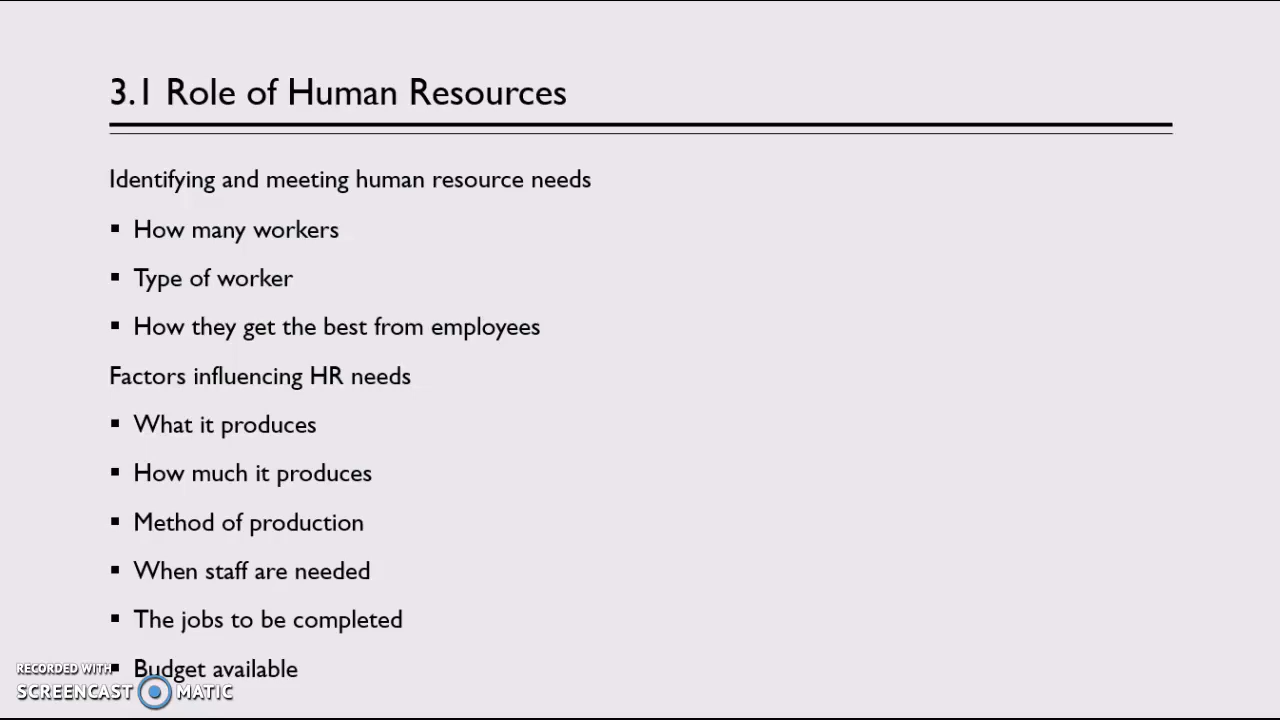 3.1 Role of Human Resources
Identifying and meeting human resource needs
▪ How many workers
▪ Type of worker
▪ How they get the best from employees
Factors influencing HR needs
▪ What it produces
▪ How much it produces
▪ Method of production
▪ When staff are needed
▪ The jobs to be completed
▪ Budget available
RECORDED WITH
SCREENCAST MATIC